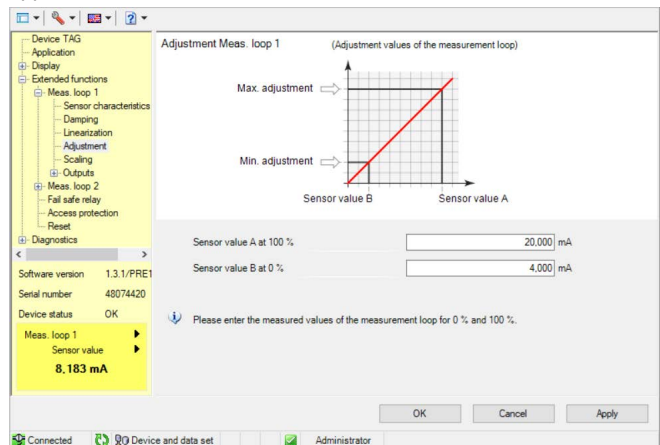 Device TAG
Application
Display
Extended functions
Meas. loop 1
Sensor characteristics
Damping
Linearization
Adjustment
Scaling
Outputs
Meas. loop 2
Fail safe relay
Access protection
Reset
Diagnostics
Software version 1.3.1/PRE1
Serial number 48074420
Device status OK
Meas. loop 1
Sensor value
8,183 mA
Adjustment Meas. loop 1 (Adjustment values of the measurement loop)
Max. adjustment
Min. adjustment
Sensor value B Sensor value A
Sensor value A at 100 % 20,000 mA
Sensor value B at 0 % 4,000 mA
Please enter the measured values of the measurement loop for 0 % and 100 %.
OK Cancel Apply
Connected Device and data set Administrator